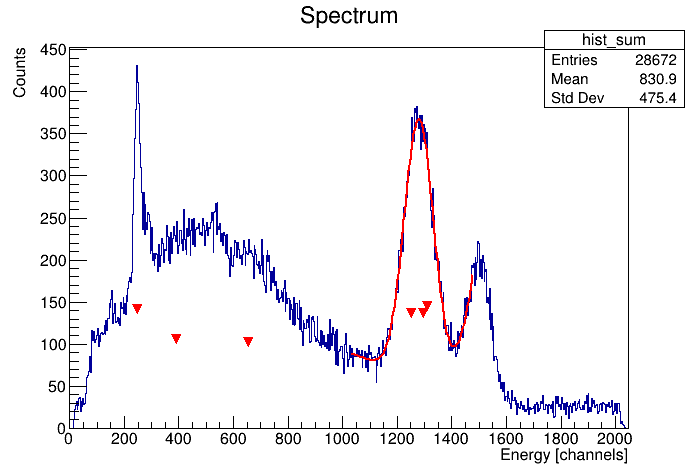 Spectrum
hist_sum
Entries 28672
Mean 830.9
Std Dev 475.4
Counts
450
400
350
300
250
200
150
100
50
0
0 200 400 600 800 1000 1200 1400 1600 1800 2000
Energy [channels]